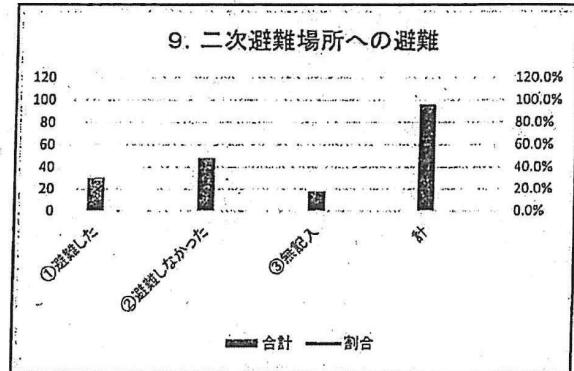 9. 二次避難場所への避難
120 120.0%
100 100.0%
80 80.0%
60 60.0%
40 40.0%
20 20.0%
0 0.0%
①避難した
②避難しなかった
③無記入
計
合計 割合